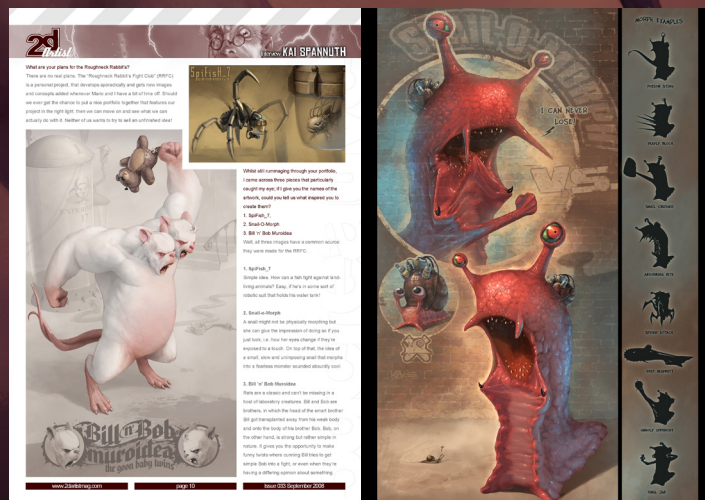 2d Artist
Interview KAI SPANNUTH
What are your plans for the Roughneck Rabbit's?
There are no real plans. The "Roughneck Rabbit's Fight Club" (RRFC)
is a personal project, that develops sporadically and gets new images
and concepts added whenever Mario and I have a bit of time off. Should
we ever get the chance to put a nice portfolio together that features our
project in the right light, then we can move on and see what we can
actually do with it. Neither of us wants to try to sell an unfinished idea!
SpiFish_7
Whilst still rummaging through your portfolio,
I came across three pieces that particularly
caught my eye; if I give you the names of the
artwork, could you tell us what inspired you to
create them?
1. SpiFish_7,
2. Snail-O-Morph
3. Bill 'n' Bob Muroidea
Well, all three images have a common source
they were made for the RRFC.
1. SpiFish_7
Simple idea. How can a fish fight against land-
living animals? Easy, if he's in some sort of
robotic suit that holds his water tank!
2. Snail-o-Morph
A snail might not be physically morphing but
she can give the impression of doing so if you
just look, i.e. how her eyes change if they're
exposed to a touch. On top of that, the idea of
a small, slow and unimposing snail that morphs
into a fearless monster sounded absurdly cool.
3. Bill 'n' Bob Muroidea
Rats are a classic and can't be missing in a
host of laboratory creatures. Bill and Bob are
brothers, in which the head of the smart brother
Bill got transplanted away from his weak body
and onto the body of his brother Bob. Bob, on
the other hand, is strong but rather simple in
nature. It gives you the opportunity to make
funny twists where cunning Bill tries to get
simple Bob into a fight, or even when they're
having a differing opinion about something.
Bill 'n' Bob
muroidea
the goon baby twins
www.2dartistmag.com
page 10
Issue 033 September 2008
I CAN NEVER
LOSE!
VS.
MORPH EXAMPLES